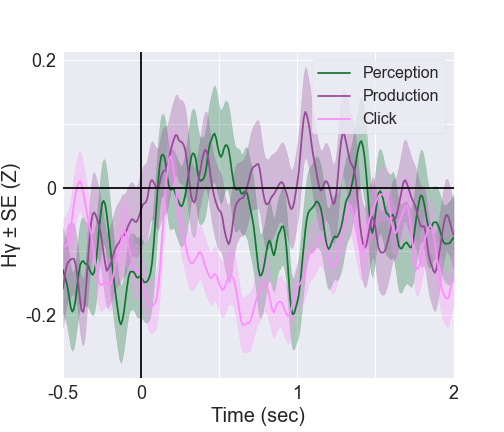 0.2
0
-0.2
Hγ ± SE (Z)
Perception
Production
Click
-0.5
0
1
2
Time (sec)